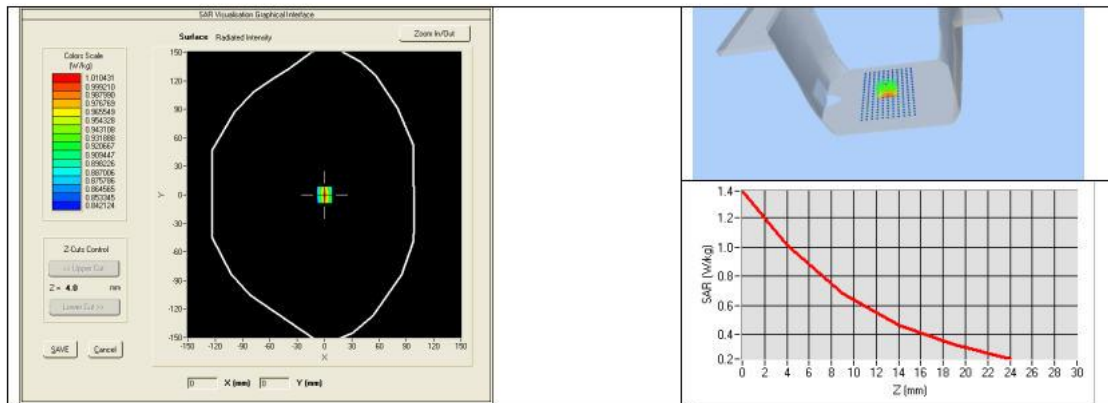 SAR Visualisation Graphical Interface
Surface Radiated Intensity
Zoom In/Out
Colors Scale
(W/kg)
1.010431
0.999210
0.987990
0.976769
0.965549
0.954328
0.943108
0.931888
0.920667
0.909447
0.898226
0.887006
0.875786
0.864565
0.853345
0.842124
Z Cuts Control
<< Upper Cut
Z = 4.0 mm
Lower Cut >>
SAVE Cancel
150
120
90
60
30
0
-30
-60
-90
-120
-150
Y
-150 -120 -90 -60 -30 0 30 60 90 120 150
X
0 X (mm) 0 Y (mm)
1.4
1.2
1.0
0.8
0.6
0.4
0.2
SAR (W/kg)
0 2 4 6 8 10 12 14 16 18 20 22 24 26 28 30
Z (mm)